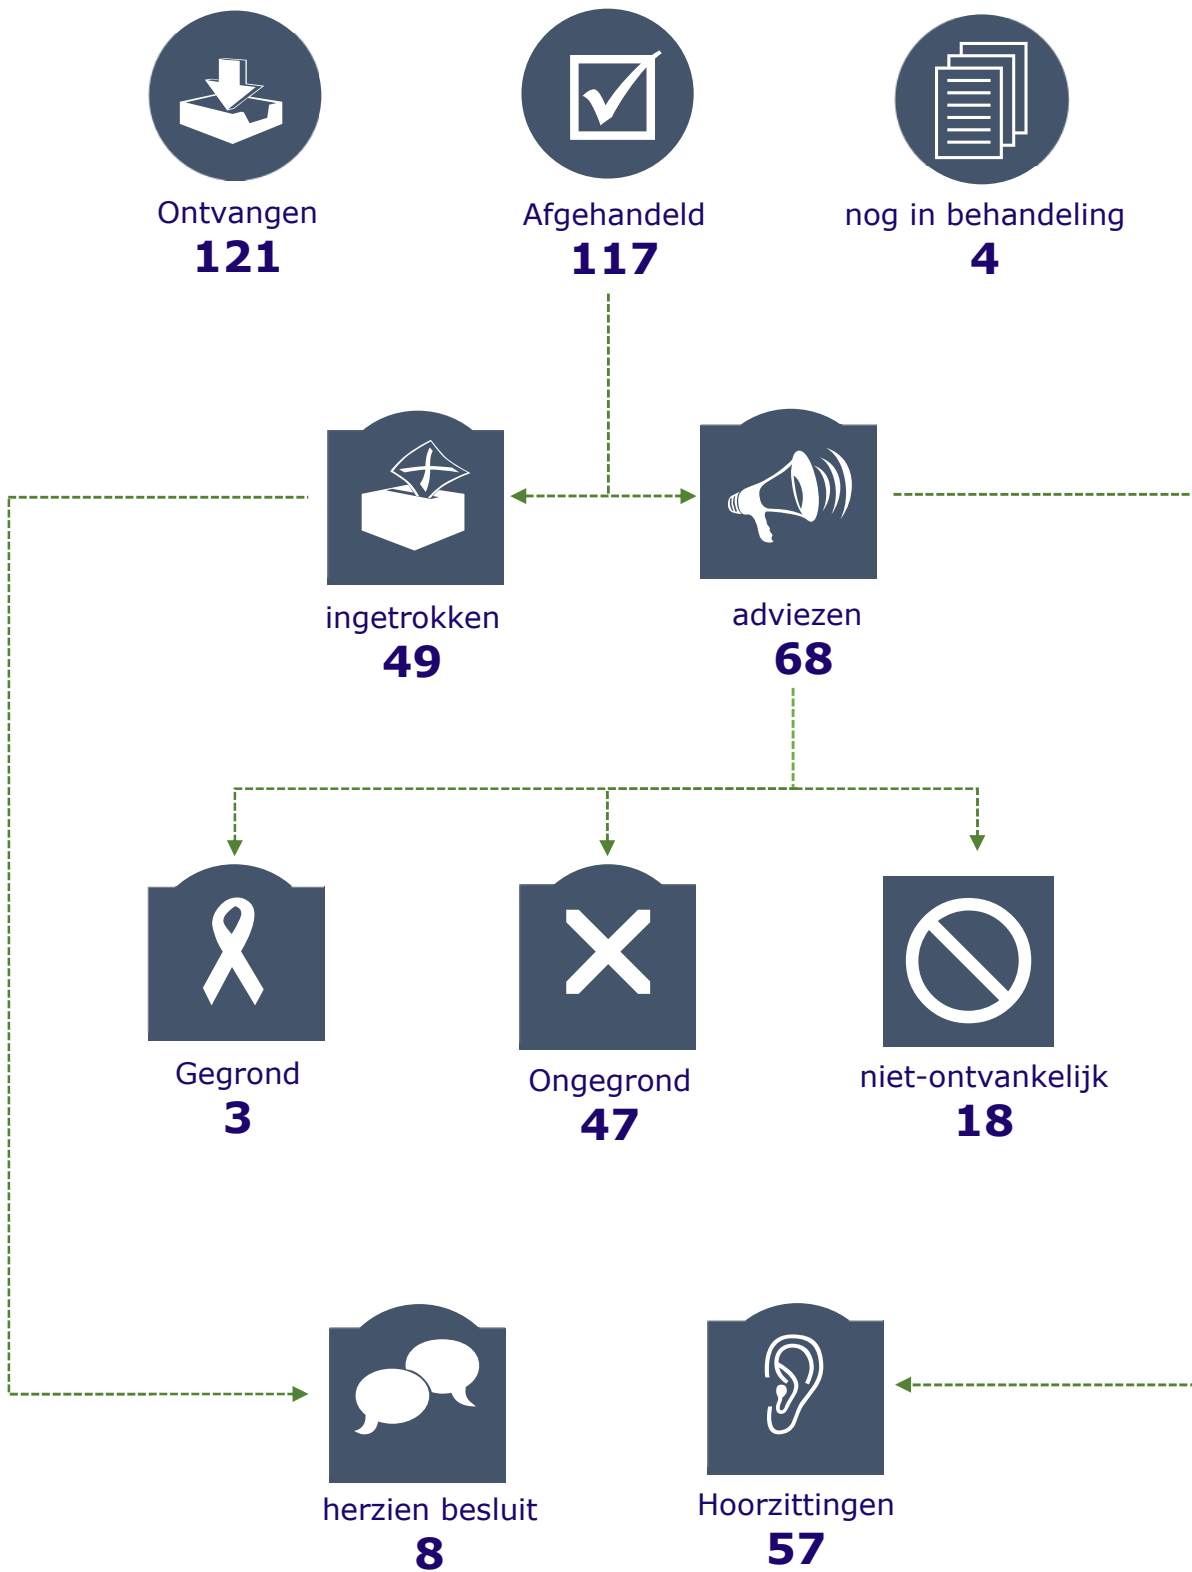 Ontvangen
121
Afgehandeld
117
nog in behandeling
4
ingetrokken
49
adviezen
68
Gegrond
3
Ongegrond
47
niet-ontvankelijk
18
herzien besluit
8
Hoorzittingen
57